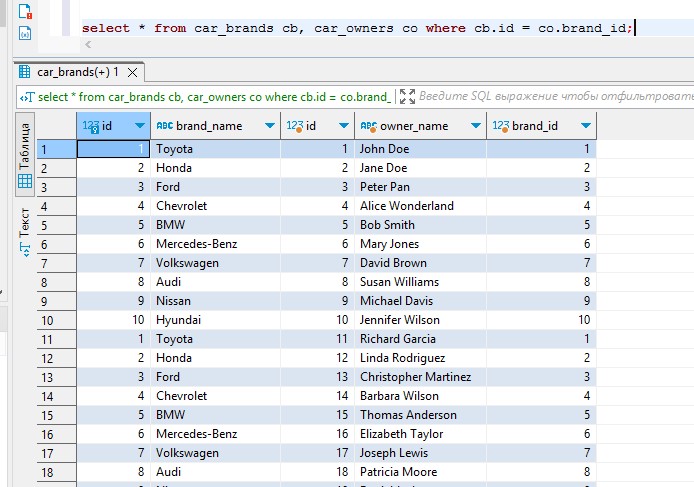 select * from car_brands cb, car_owners co where cb.id = co.brand_id;
car_brands(+) 1
select * from car_brands cb, car_owners co where cb.id = co.brand_
Введите SQL выражение чтобы отфильтроват
Таблица
Текст
123 id ABC brand_name 123 id ABC owner_name 123 brand_id
1 1 Toyota 1 John Doe 1
2 2 Honda 2 Jane Doe 2
3 3 Ford 3 Peter Pan 3
4 4 Chevrolet 4 Alice Wonderland 4
5 5 BMW 5 Bob Smith 5
6 6 Mercedes-Benz 6 Mary Jones 6
7 7 Volkswagen 7 David Brown 7
8 8 Audi 8 Susan Williams 8
9 9 Nissan 9 Michael Davis 9
10 10 Hyundai 10 Jennifer Wilson 10
11 1 Toyota 11 Richard Garcia 1
12 2 Honda 12 Linda Rodriguez 2
13 3 Ford 13 Christopher Martinez 3
14 4 Chevrolet 14 Barbara Wilson 4
15 5 BMW 15 Thomas Anderson 5
16 6 Mercedes-Benz 16 Elizabeth Taylor 6
17 7 Volkswagen 17 Joseph Lewis 7
18 8 Audi 18 Patricia Moore 8